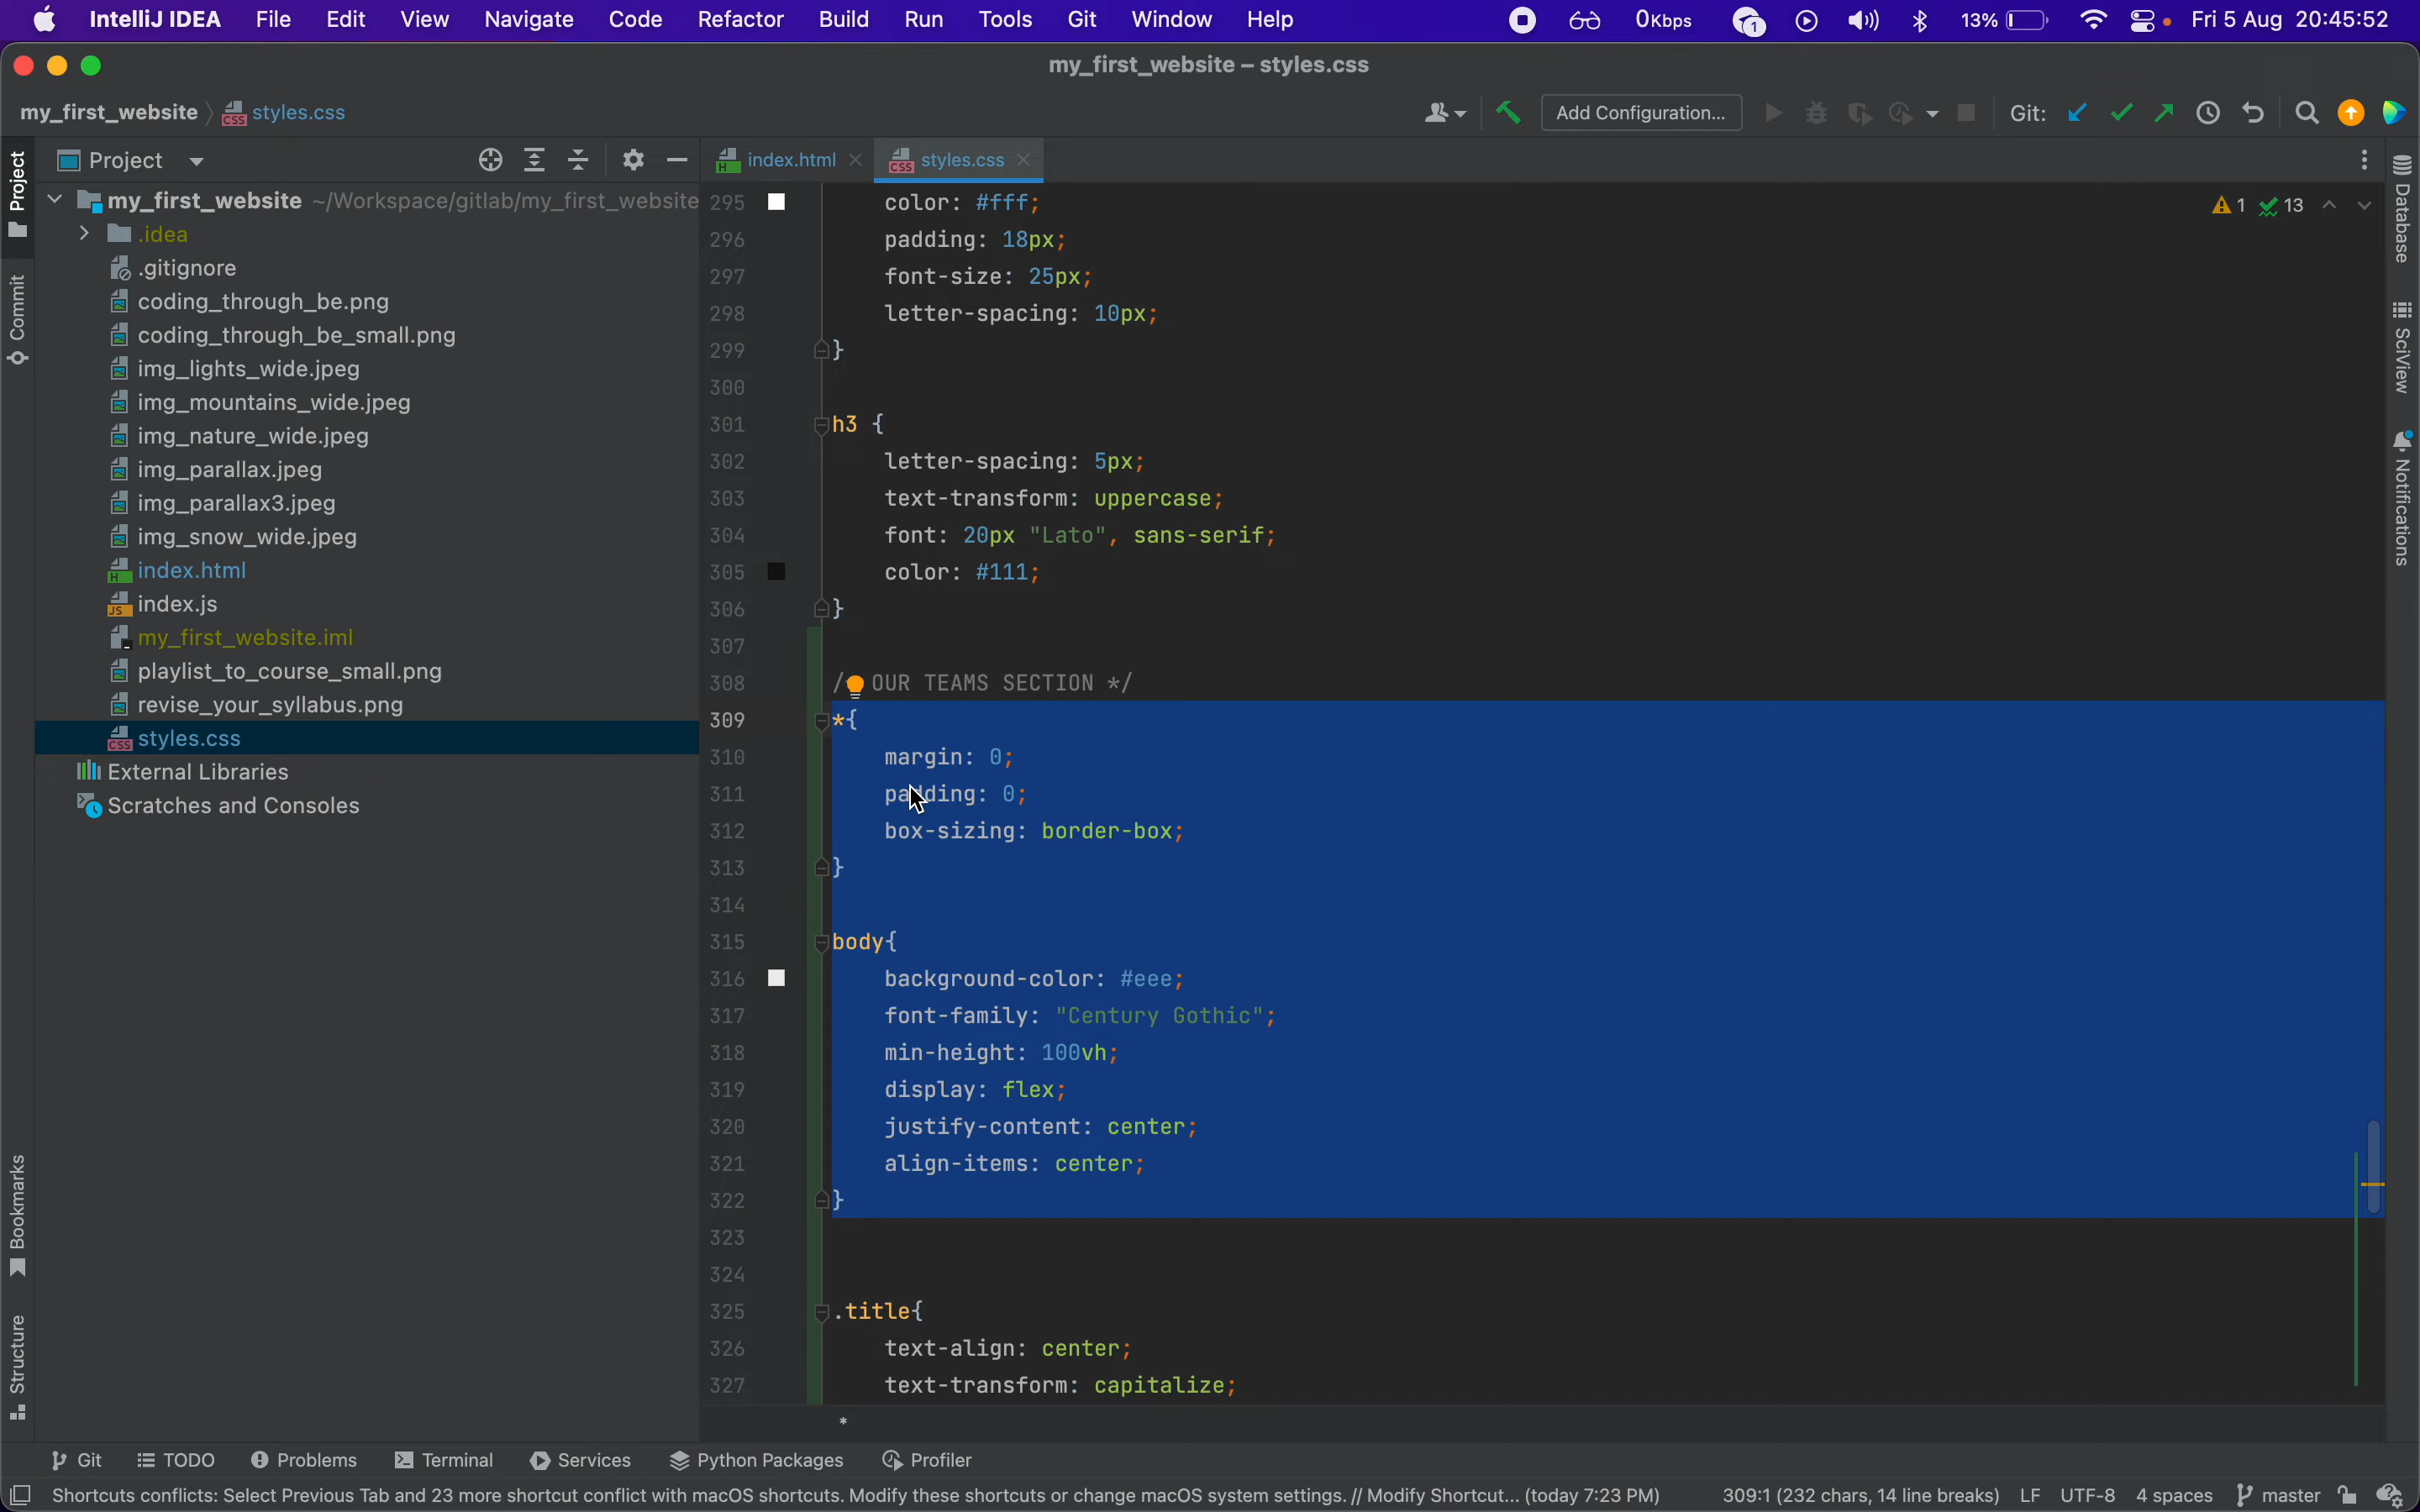 IntelliJ IDEA File Edit View Navigate Code Refactor Build Run Tools Git Window Help 0Kbps 1 13% Fri 5 Aug 20:45:52
my_first_website – styles.css
my_first_website styles.css Add Configuration... Git:
Project index.html styles.css
my_first_website ~/Workspace/gitlab/my_first_website
.idea
.gitignore
coding_through_be.png
coding_through_be_small.png
img_lights_wide.jpeg
img_mountains_wide.jpeg
img_nature_wide.jpeg
img_parallax.jpeg
img_parallax3.jpeg
img_snow_wide.jpeg
index.html
index.js
my_first_website.iml
playlist_to_course_small.png
revise_your_syllabus.png
styles.css
External Libraries
Scratches and Consoles
Project
Commit
Bookmarks
Structure
295 color: #fff;
296 padding: 18px;
297 font-size: 25px;
298 letter-spacing: 10px;
299 }
300
301 h3 {
302 letter-spacing: 5px;
303 text-transform: uppercase;
304 font: 20px "Lato", sans-serif;
305 color: #111;
306 }
307
308 / OUR TEAMS SECTION */
309 *{
310 margin: 0;
311 padding: 0;
312 box-sizing: border-box;
313 }
314
315 body{
316 background-color: #eee;
317 font-family: "Century Gothic";
318 min-height: 100vh;
319 display: flex;
320 justify-content: center;
321 align-items: center;
322 }
323
324
325 .title{
326 text-align: center;
327 text-transform: capitalize;
*
1 13
Database
SciView
Notifications
Git TODO Problems Terminal Services Python Packages Profiler
Shortcuts conflicts: Select Previous Tab and 23 more shortcut conflict with macOS shortcuts. Modify these shortcuts or change macOS system settings. // Modify Shortcut... (today 7:23 PM) 309:1 (232 chars, 14 line breaks) LF UTF-8 4 spaces master